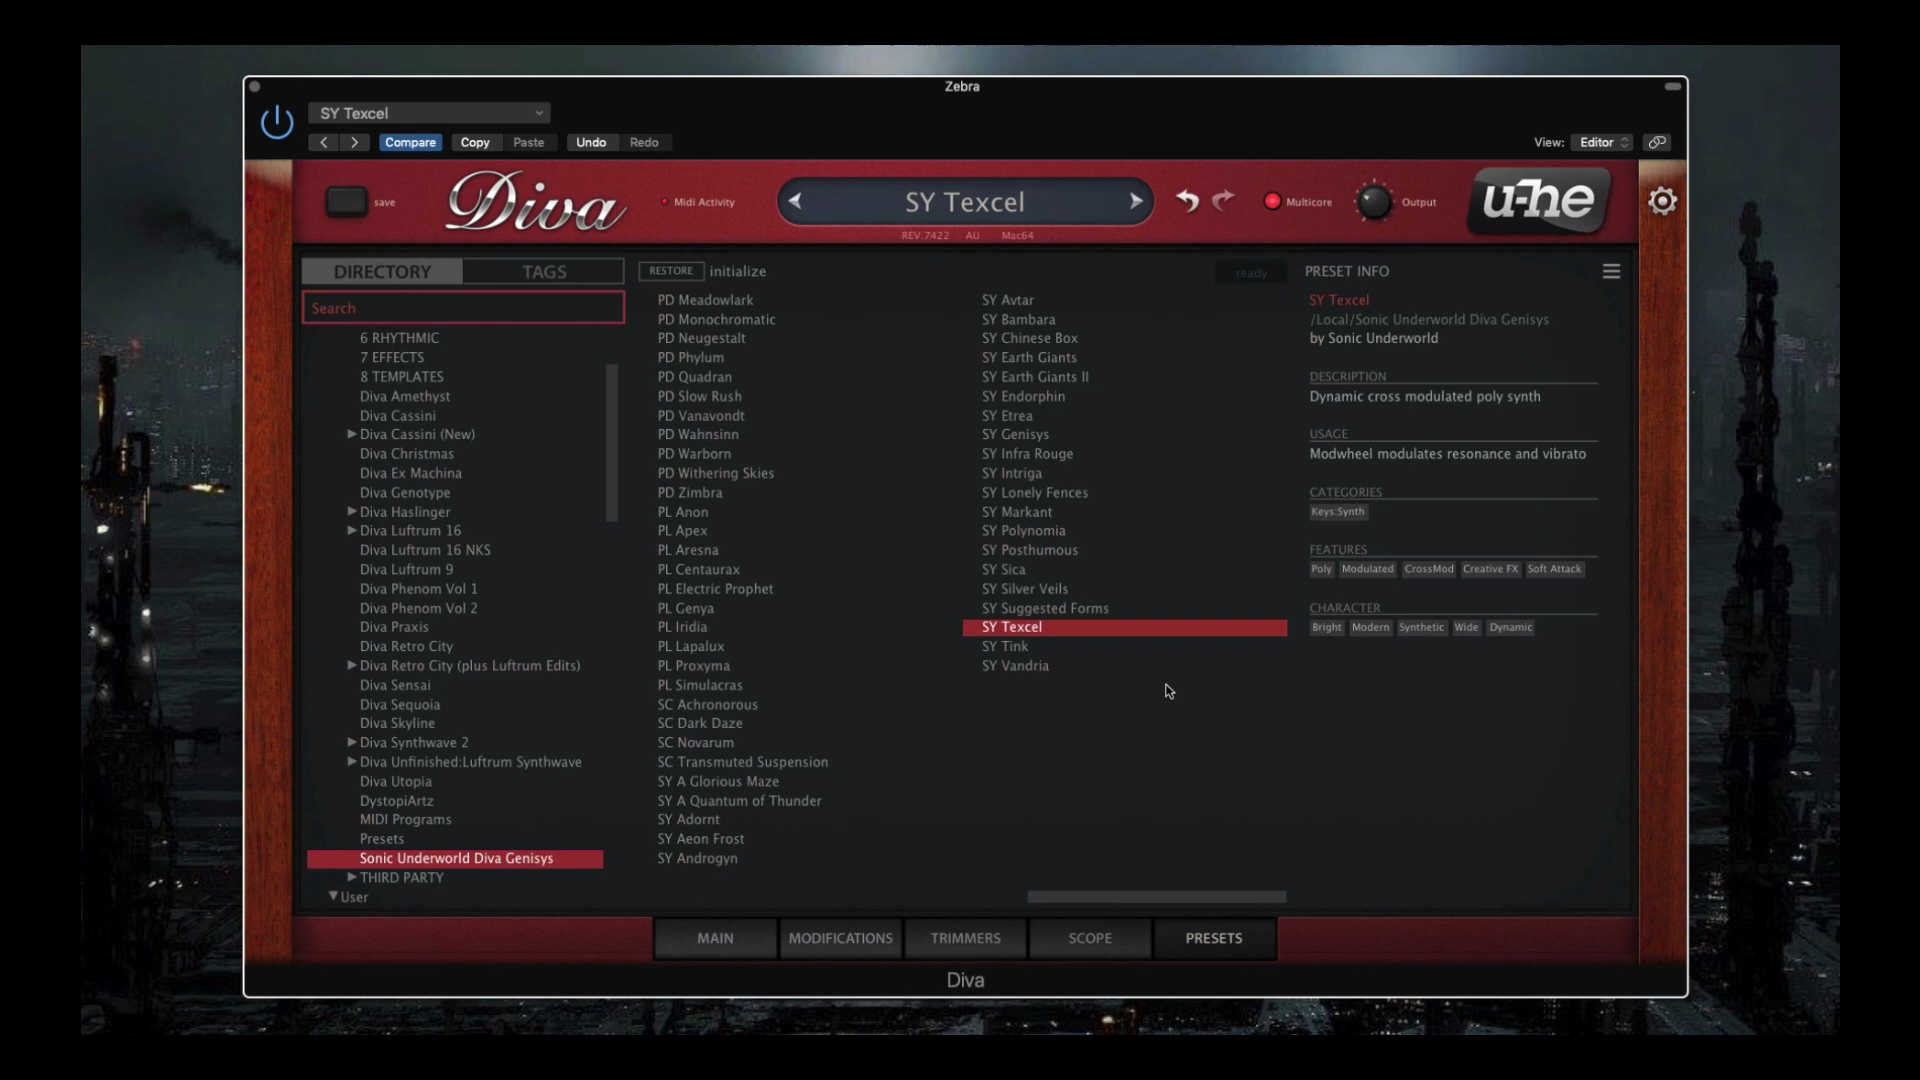 Zebra
SY Texcel
Compare Copy Paste Undo Redo
View: Editor
save
Diva
Midi Activity
SY Texcel
REV.7422 AU Mac64
Multicore
Output
u-he
DIRECTORY TAGS
Search
6 RHYTHMIC
7 EFFECTS
8 TEMPLATES
Diva Amethyst
Diva Cassini
Diva Cassini (New)
Diva Christmas
Diva Ex Machina
Diva Genotype
Diva Haslinger
Diva Luftrum 16
Diva Luftrum 16 NKS
Diva Luftrum 9
Diva Phenom Vol 1
Diva Phenom Vol 2
Diva Praxis
Diva Retro City
Diva Retro City (plus Luftrum Edits)
Diva Sensai
Diva Sequoia
Diva Skyline
Diva Synthwave 2
Diva Unfinished:Luftrum Synthwave
Diva Utopia
DystopiArtz
MIDI Programs
Presets
Sonic Underworld Diva Genisys
THIRD PARTY
User
RESTORE initialize
ready
PD Meadowlark
PD Monochromatic
PD Neugestalt
PD Phylum
PD Quadran
PD Slow Rush
PD Vanavondt
PD Wahnsinn
PD Warborn
PD Withering Skies
PD Zimbra
PL Anon
PL Apex
PL Aresna
PL Centaurax
PL Electric Prophet
PL Genya
PL Iridia
PL Lapalux
PL Proxyma
PL Simulacras
SC Achronorous
SC Dark Daze
SC Novarum
SC Transmuted Suspension
SY A Glorious Maze
SY A Quantum of Thunder
SY Adornt
SY Aeon Frost
SY Androgyn
SY Avtar
SY Bambara
SY Chinese Box
SY Earth Giants
SY Earth Giants II
SY Endorphin
SY Etrea
SY Genisys
SY Infra Rouge
SY Intriga
SY Lonely Fences
SY Markant
SY Polynomia
SY Posthumous
SY Sica
SY Silver Veils
SY Suggested Forms
SY Texcel
SY Tink
SY Vandria
PRESET INFO
SY Texcel
/Local/Sonic Underworld Diva Genisys
by Sonic Underworld
DESCRIPTION
Dynamic cross modulated poly synth
USAGE
Modwheel modulates resonance and vibrato
CATEGORIES
Keys:Synth
FEATURES
Poly Modulated CrossMod Creative FX Soft Attack
CHARACTER
Bright Modern Synthetic Wide Dynamic
MAIN MODIFICATIONS TRIMMERS SCOPE PRESETS
Diva